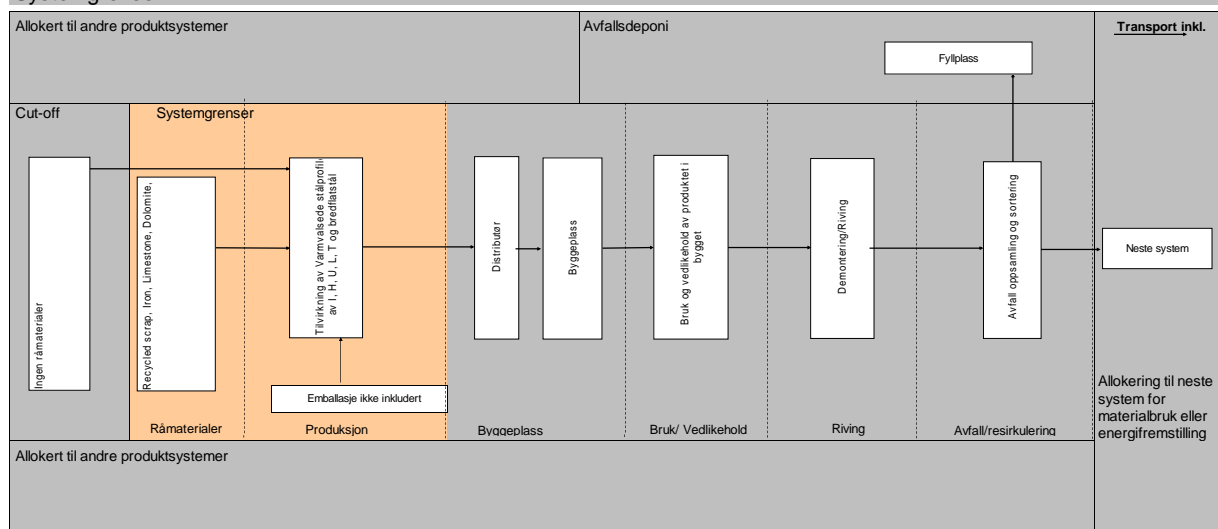 Allokert til andre produktsystemer
Avfallsdeponi
Transport inkl.
Fyllplass
Cut-off
Systemgrenser
Ingen råmaterialer
Recycled scrap, Iron, Limestone, Dolomite,
Tilvirkning av Varmvalsede stålprofile
av I, H, U, L, T og bredflatstål
Distributør
Byggeplass
Bruk og vedlikehold av produktet i
bygget
Demontering/Riving
Avfall oppsamling og sortering
Neste system
Emballasje ikke inkludert
Råmaterialer
Produksjon
Byggeplass
Bruk/ Vedlikehold
Riving
Avfall/resirkulering
Allokering til neste
system for
materialbruk eller
energifremstilling
Allokert til andre produktsystemer